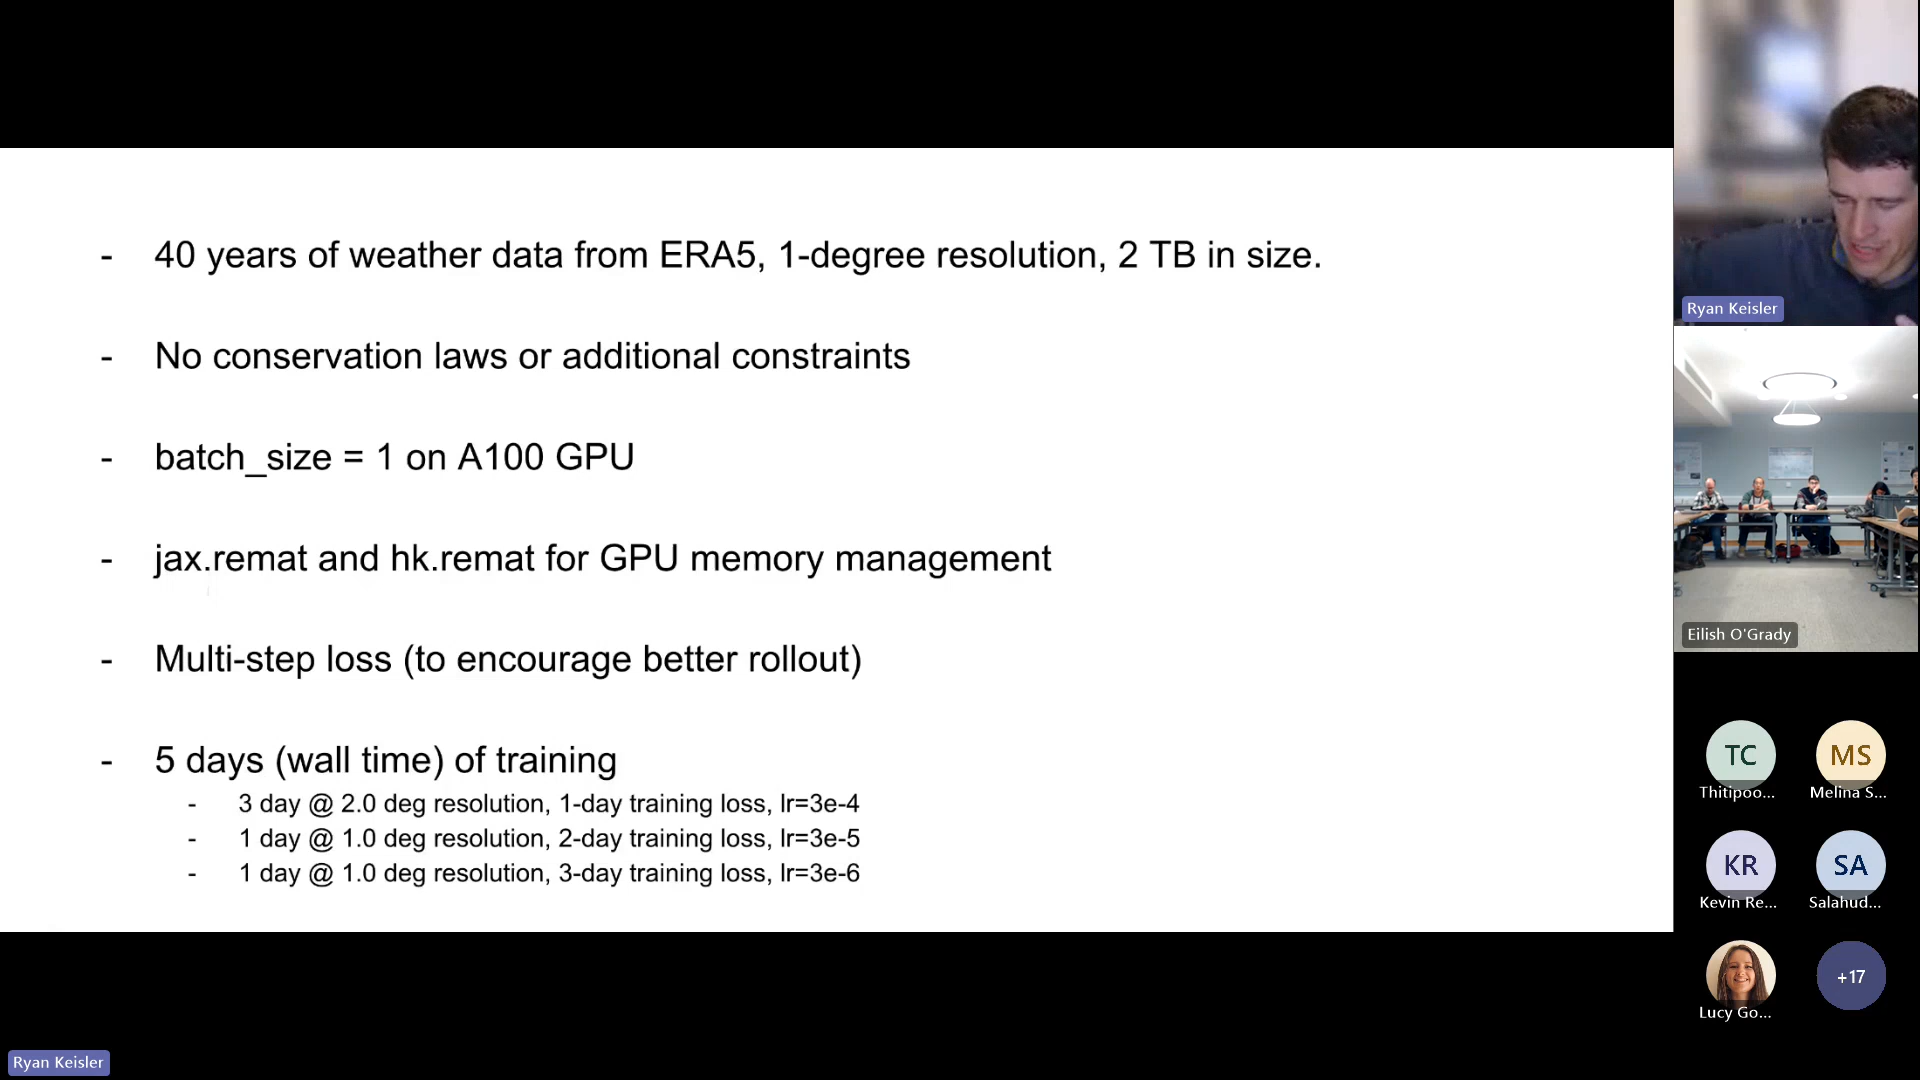 - 40 years of weather data from ERA5, 1-degree resolution, 2 TB in size.
- No conservation laws or additional constraints
- batch_size = 1 on A100 GPU
- jax.remat and hk.remat for GPU memory management
- Multi-step loss (to encourage better rollout)
- 5 days (wall time) of training
- 3 day @ 2.0 deg resolution, 1-day training loss, lr=3e-4
- 1 day @ 1.0 deg resolution, 2-day training loss, lr=3e-5
- 1 day @ 1.0 deg resolution, 3-day training loss, lr=3e-6
Ryan Keisler
Eilish O'Grady
TC
Thitipoo...
MS
Melina S...
KR
Kevin Re...
SA
Salahud...
Lucy Go...
+17
Ryan Keisler